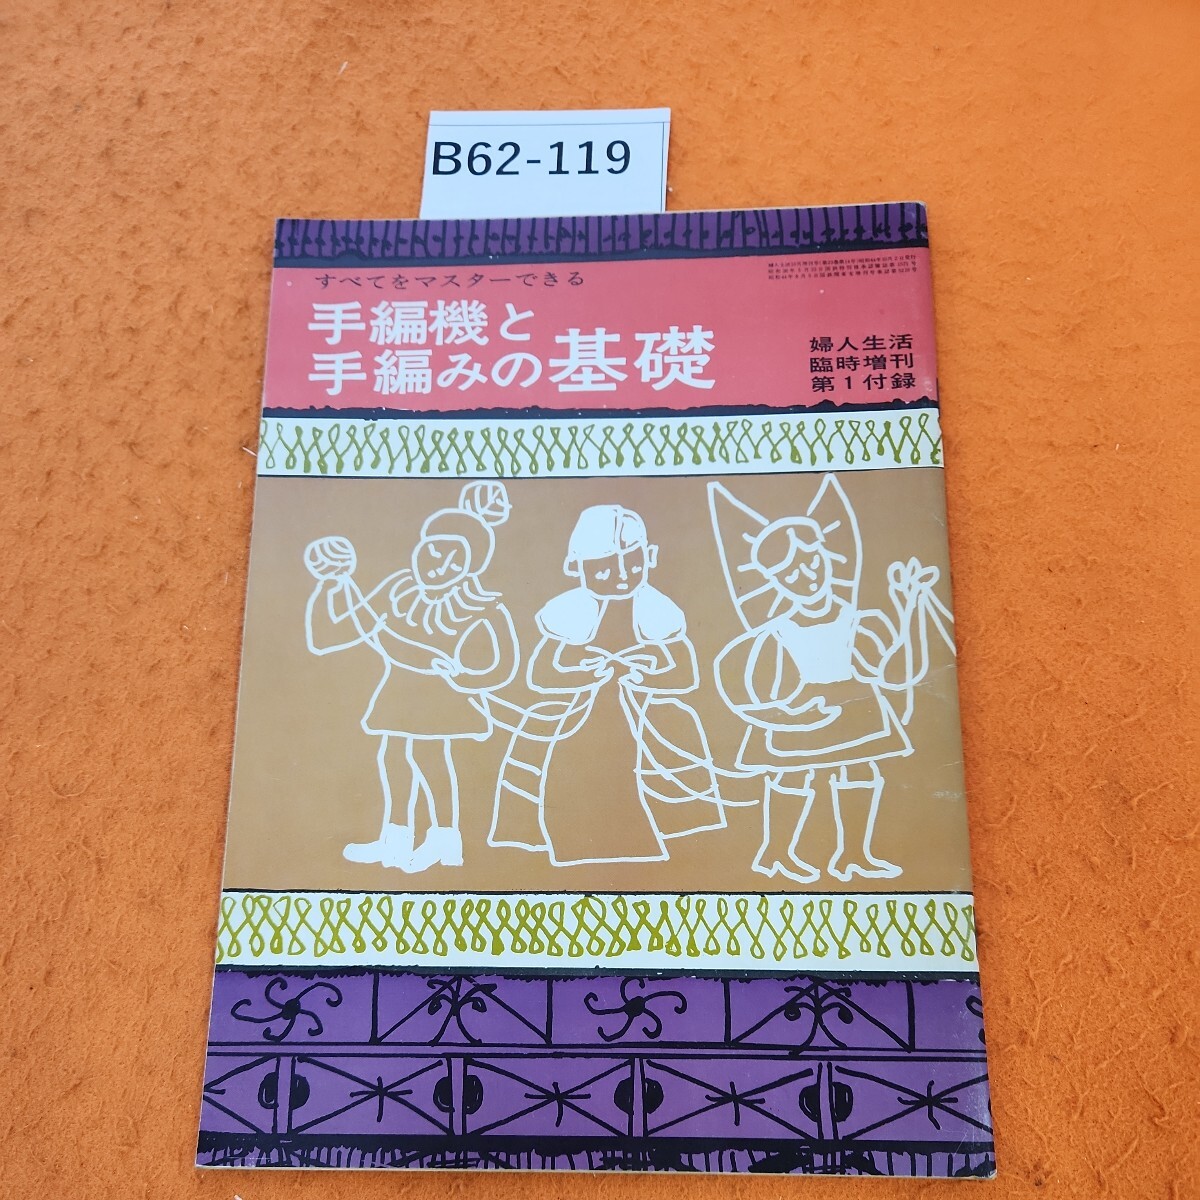 B62-119
すべてをマスターできる
手編機と
手編みの基礎
婦人生活
臨時増刊
第1付録